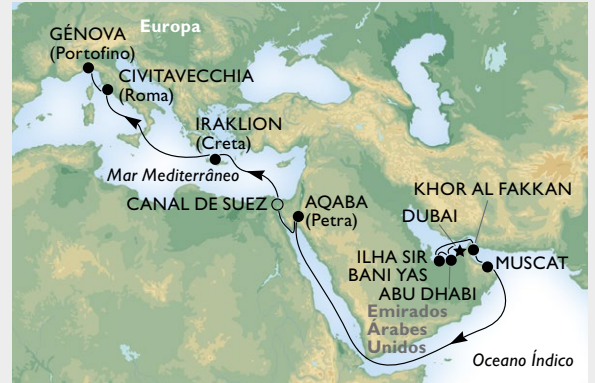 Europa
GÉNOVA
(Portofino)
CIVITAVECCHIA
(Roma)
IRAKLION
(Creta)
Mar Mediterrâneo
CANAL DE SUEZ
AQABA
(Petra)
KHOR AL FAKKAN
DUBAI
ILHA SIR
BANI YAS
MUSCAT
ABU DHABI
Emirados
Árabes
Unidos
Oceano Índico